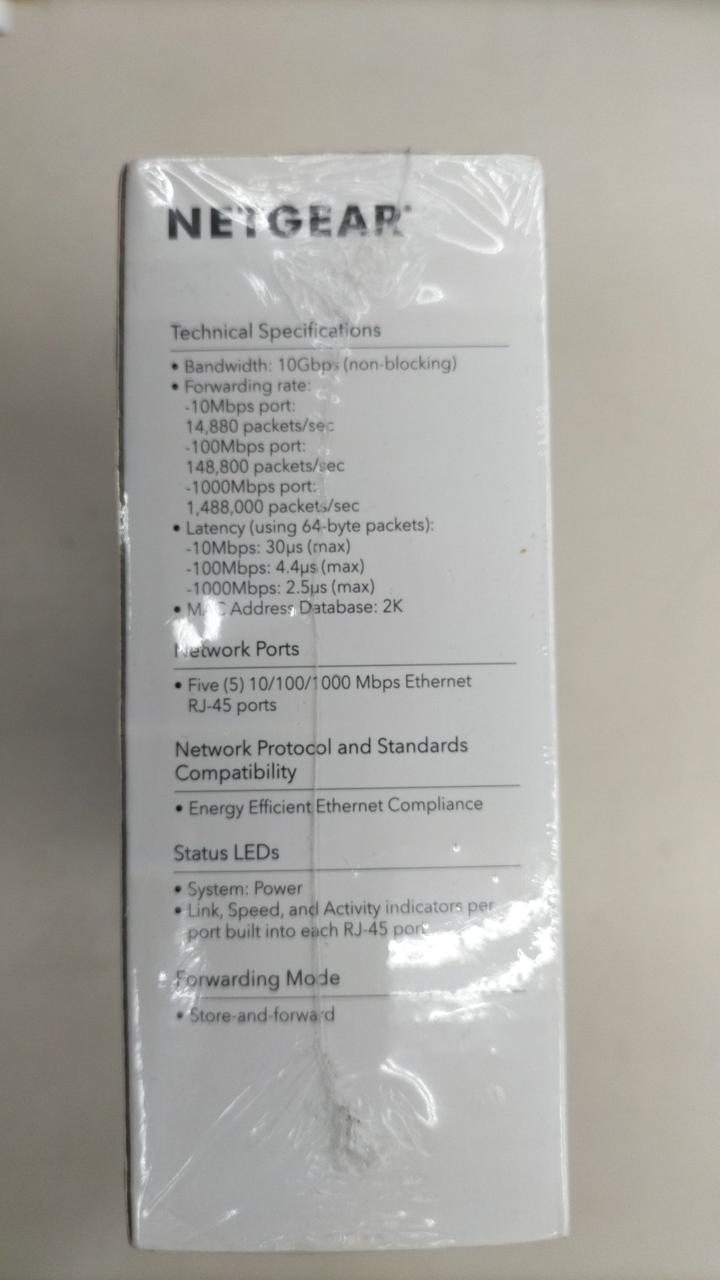 NETGEAR®
Technical Specifications
• Bandwidth: 10Gbps (non-blocking)
• Forwarding rate:
-10Mbps port:
14,880 packets/sec
-100Mbps port:
148,800 packets/sec
-1000Mbps port:
1,488,000 packets/sec
• Latency (using 64-byte packets):
-10Mbps: 30µs (max)
-100Mbps: 4.4µs (max)
-1000Mbps: 2.5µs (max)
• MAC Address Database: 2K
Network Ports
• Five (5) 10/100/1000 Mbps Ethernet
RJ-45 ports
Network Protocol and Standards
Compatibility
• Energy Efficient Ethernet Compliance
Status LEDs
• System: Power
• Link, Speed, and Activity indicators per
port built into each RJ-45 port
Forwarding Mode
• Store-and-forward